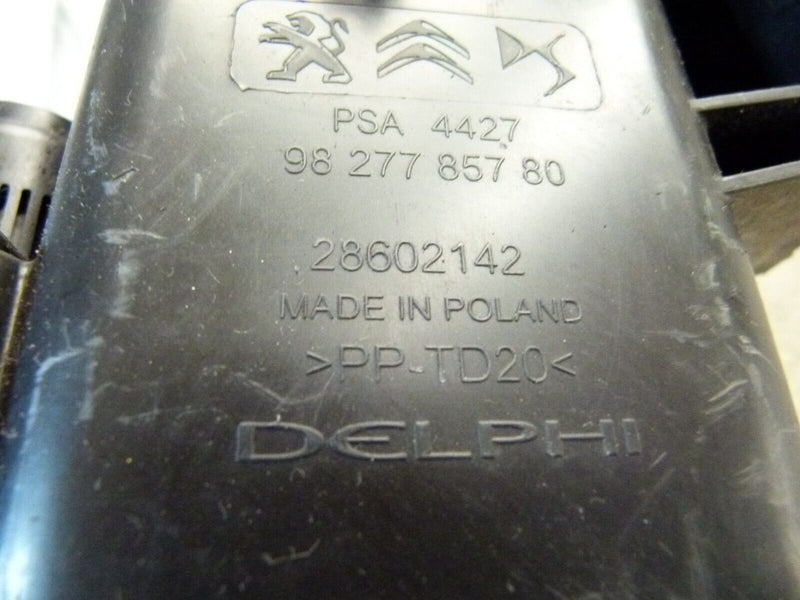 PSA 4427
98 277 857 80
28602142
MADE IN POLAND
>PP-TD20<
DELPHI